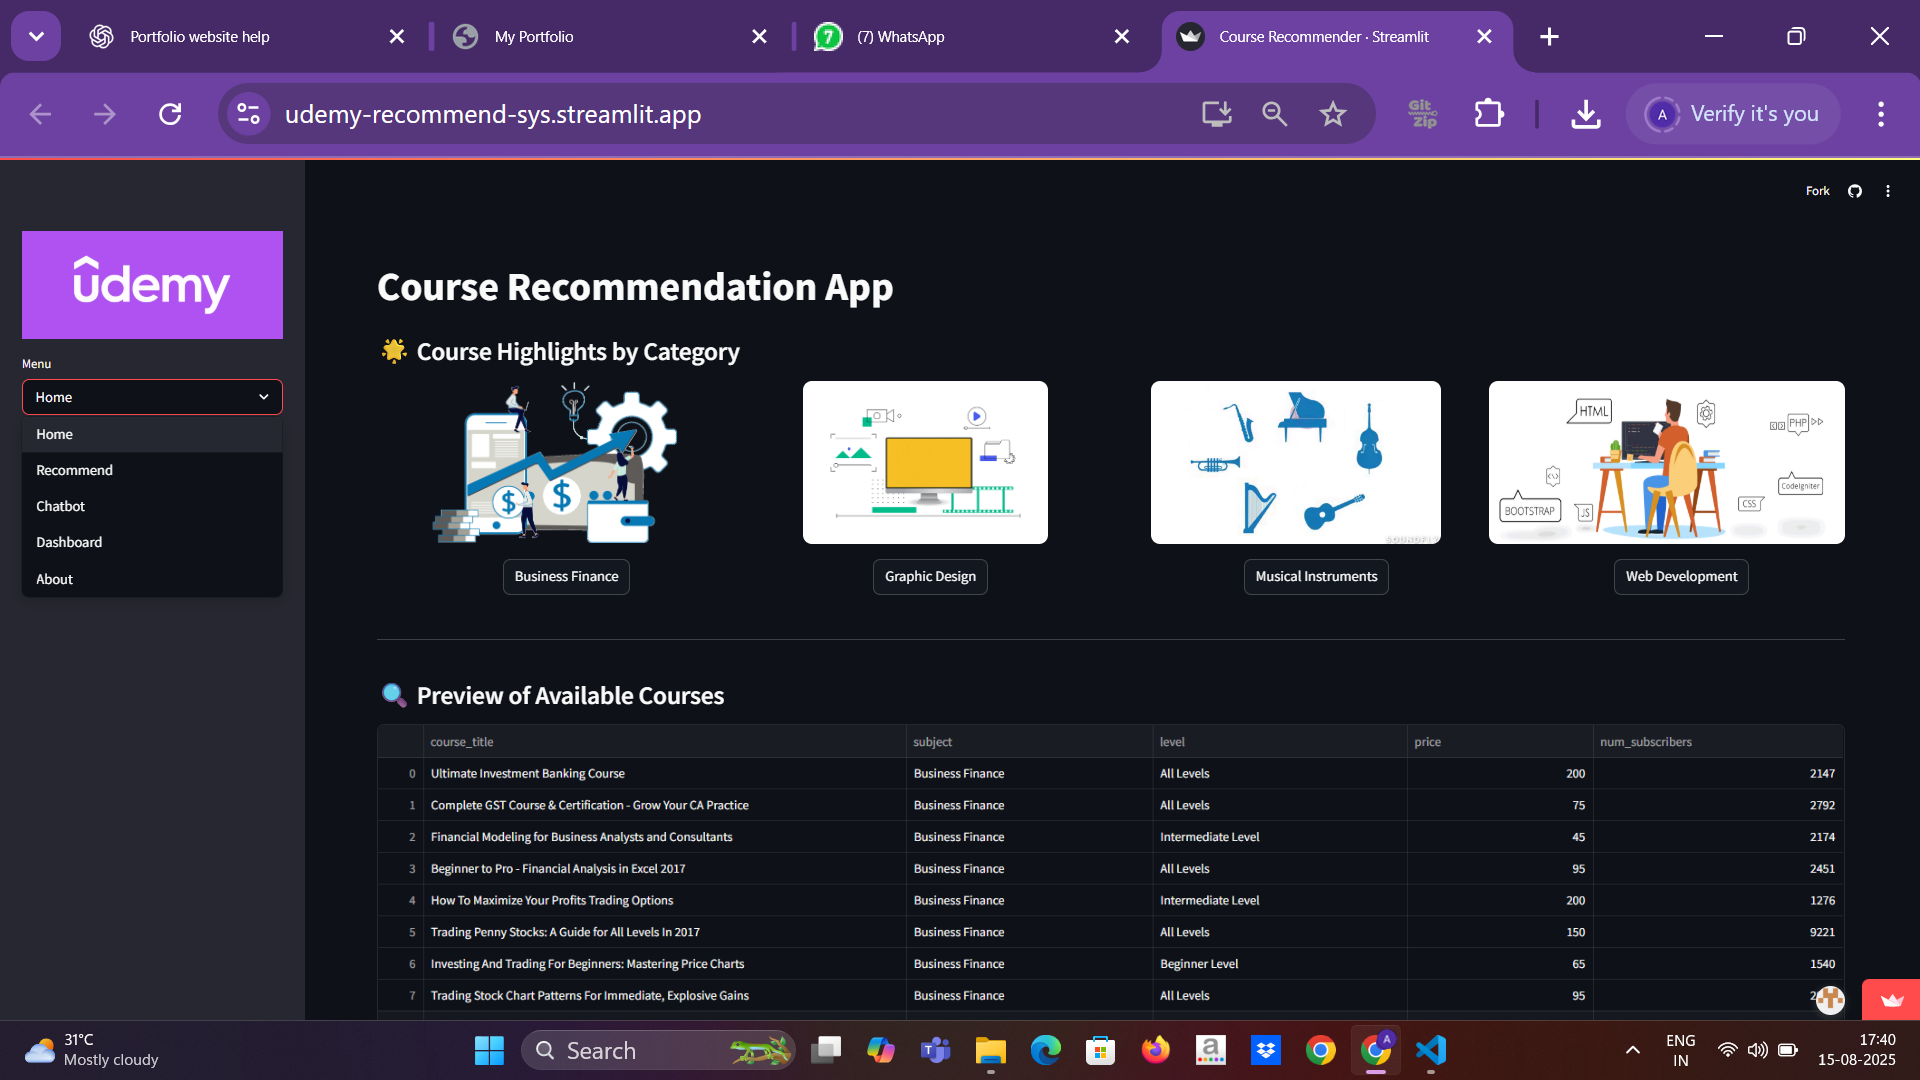 Portfolio website help
My Portfolio
(7) WhatsApp
Course Recommender · Streamlit
udemy-recommend-sys.streamlit.app
Git Zip
A
Verify it's you
Fork
ûdemy
Menu
Home
Home
Recommend
Chatbot
Dashboard
About
Course Recommendation App
Course Highlights by Category
HTML
PHP
CodeIgniter
BOOTSTRAP
JS
CSS
SOUNDFLY
Business Finance
Graphic Design
Musical Instruments
Web Development
Preview of Available Courses
course_title subject level price num_subscribers
0 Ultimate Investment Banking Course Business Finance All Levels 200 2147
1 Complete GST Course & Certification - Grow Your CA Practice Business Finance All Levels 75 2792
2 Financial Modeling for Business Analysts and Consultants Business Finance Intermediate Level 45 2174
3 Beginner to Pro - Financial Analysis in Excel 2017 Business Finance All Levels 95 2451
4 How To Maximize Your Profits Trading Options Business Finance Intermediate Level 200 1276
5 Trading Penny Stocks: A Guide for All Levels In 2017 Business Finance All Levels 150 9221
6 Investing And Trading For Beginners: Mastering Price Charts Business Finance Beginner Level 65 1540
7 Trading Stock Chart Patterns For Immediate, Explosive Gains Business Finance All Levels 95
31°C
Mostly cloudy
Search
ENG
IN
17:40
15-08-2025